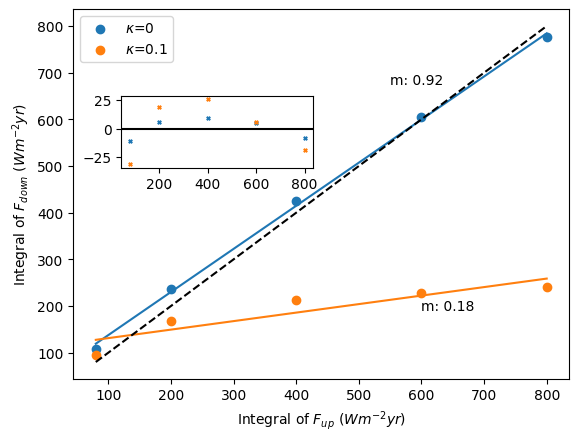 κ=0
κ=0.1
800
700
600
500
400
300
200
100
25
0
−25
200 400 600 800
m: 0.92
m: 0.18
Integral of F_down (Wm⁻²yr)
100 200 300 400 500 600 700 800
Integral of F_up (Wm⁻²yr)